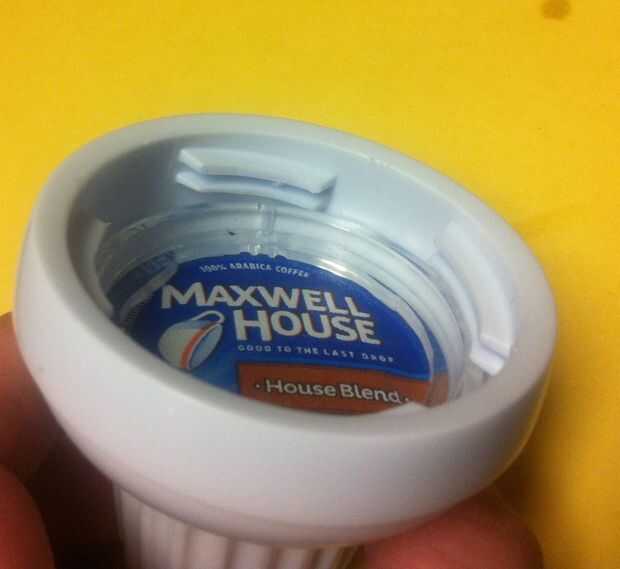 100% ARABICA COFFEE
MAXWELL
HOUSE
GOOD TO THE LAST DROP
· House Blend ·